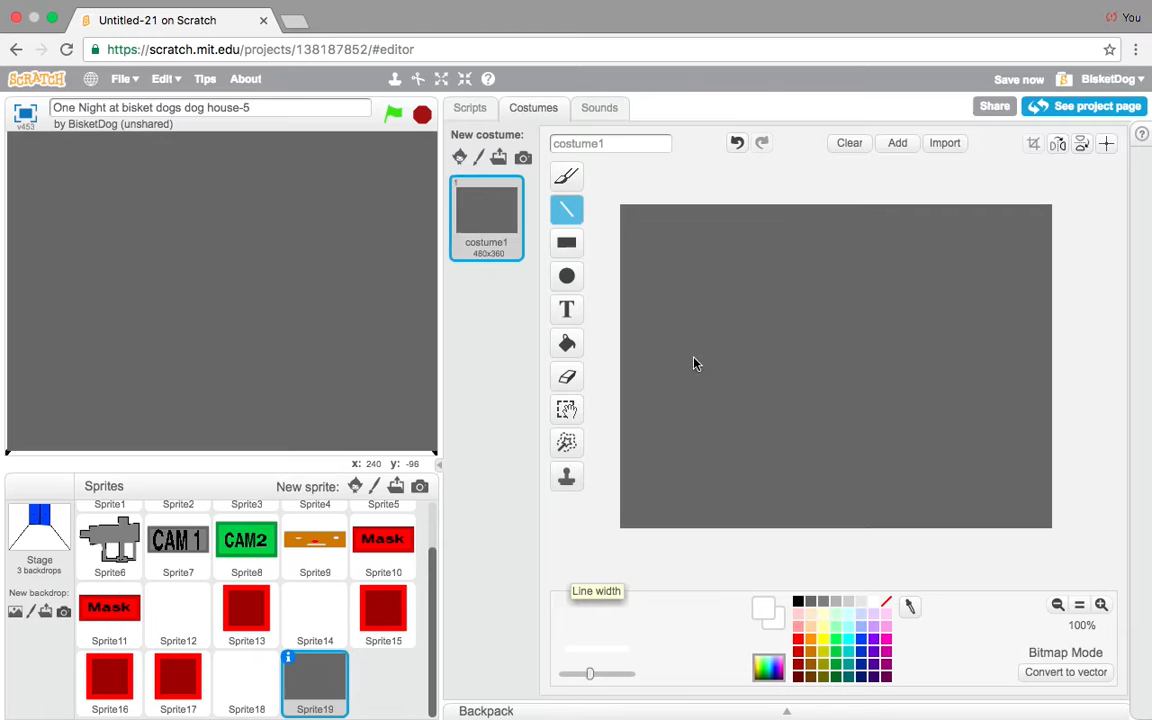 Untitled-21 on Scratch
You
https://scratch.mit.edu/projects/138187852/#editor
SCRATCH
File
Edit
Tips
About
Save now
BisketDog
v453
One Night at bisket dogs dog house-5
by BisketDog (unshared)
Scripts
Costumes
Sounds
Share
See project page
New costume:
costume1
Clear
Add
Import
1
costume1
480x360
T
x: 240 y: -96
Sprites
New sprite:
Sprite1
Sprite2
Sprite3
Sprite4
Sprite5
CAM 1
CAM2
Mask
Stage
3 backdrops
Sprite6
Sprite7
Sprite8
Sprite9
Sprite10
New backdrop:
Mask
Sprite11
Sprite12
Sprite13
Sprite14
Sprite15
Sprite16
Sprite17
Sprite18
Sprite19
Line width
100%
Bitmap Mode
Convert to vector
Backpack